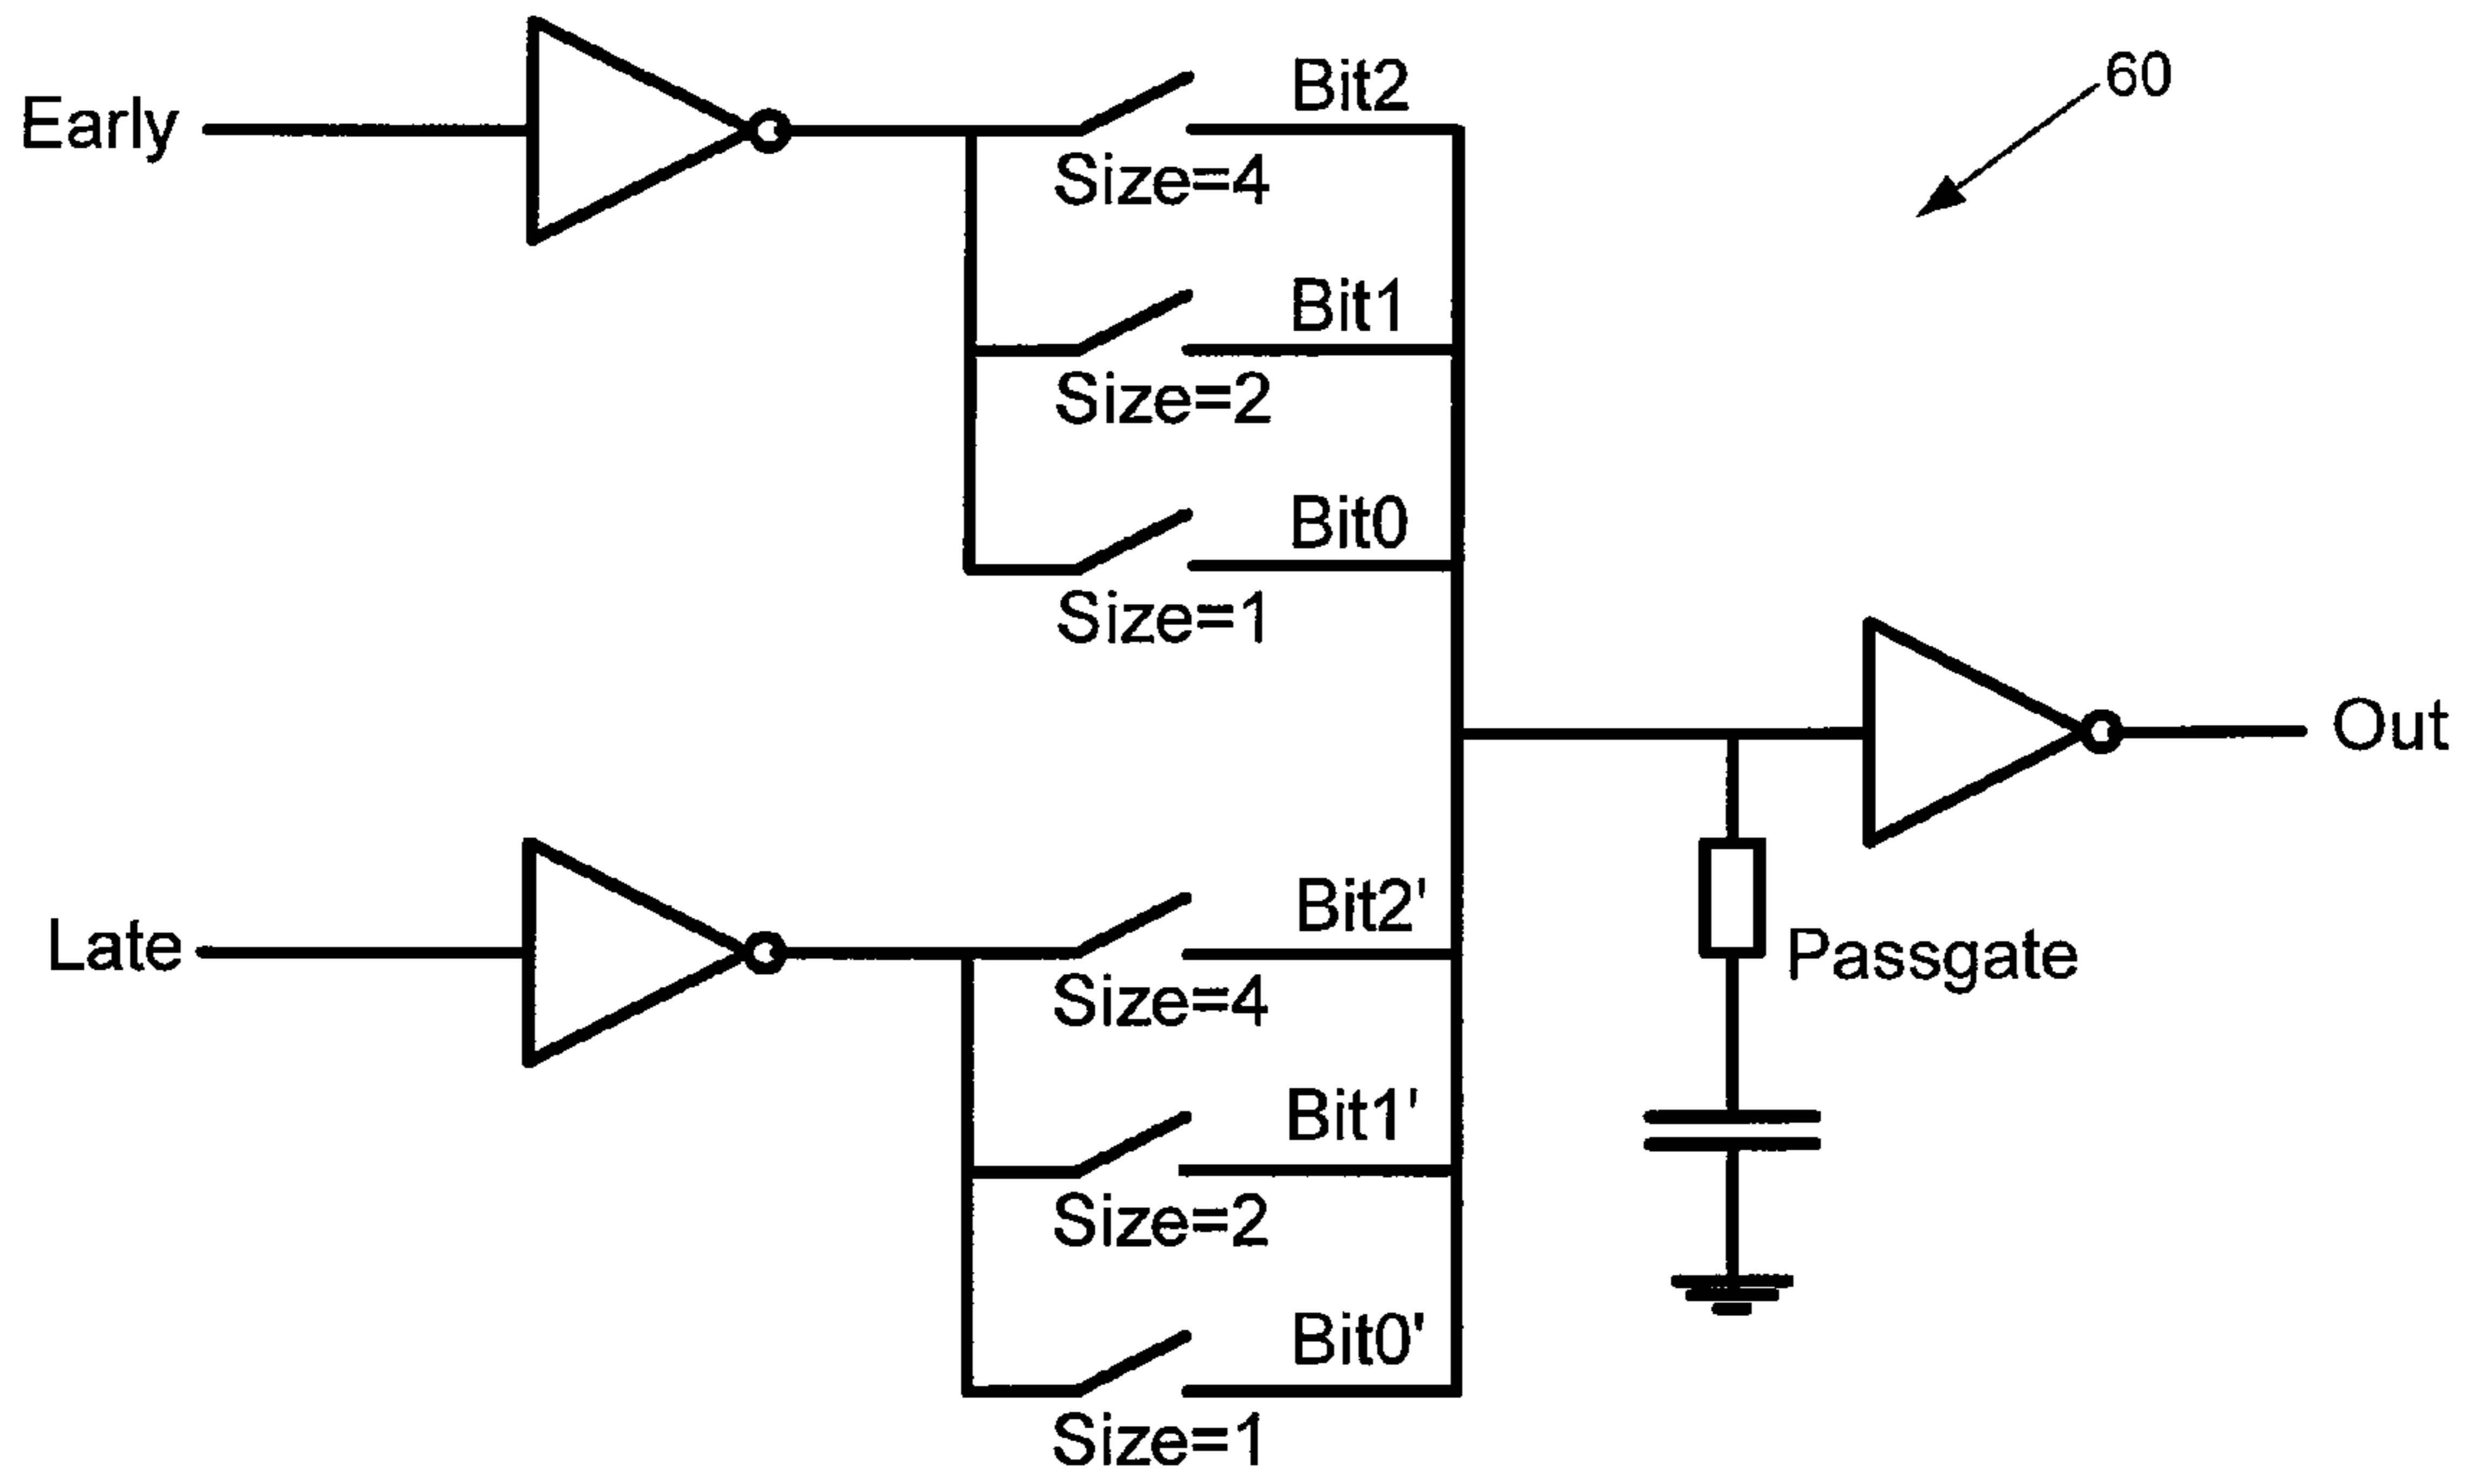 60
Early
Bit2
Size=4
Bit1
Size=2
Bit0
Size=1
Out
Late
Bit2'
Size=4
Passgate
Bit1'
Size=2
Bit0'
Size=1